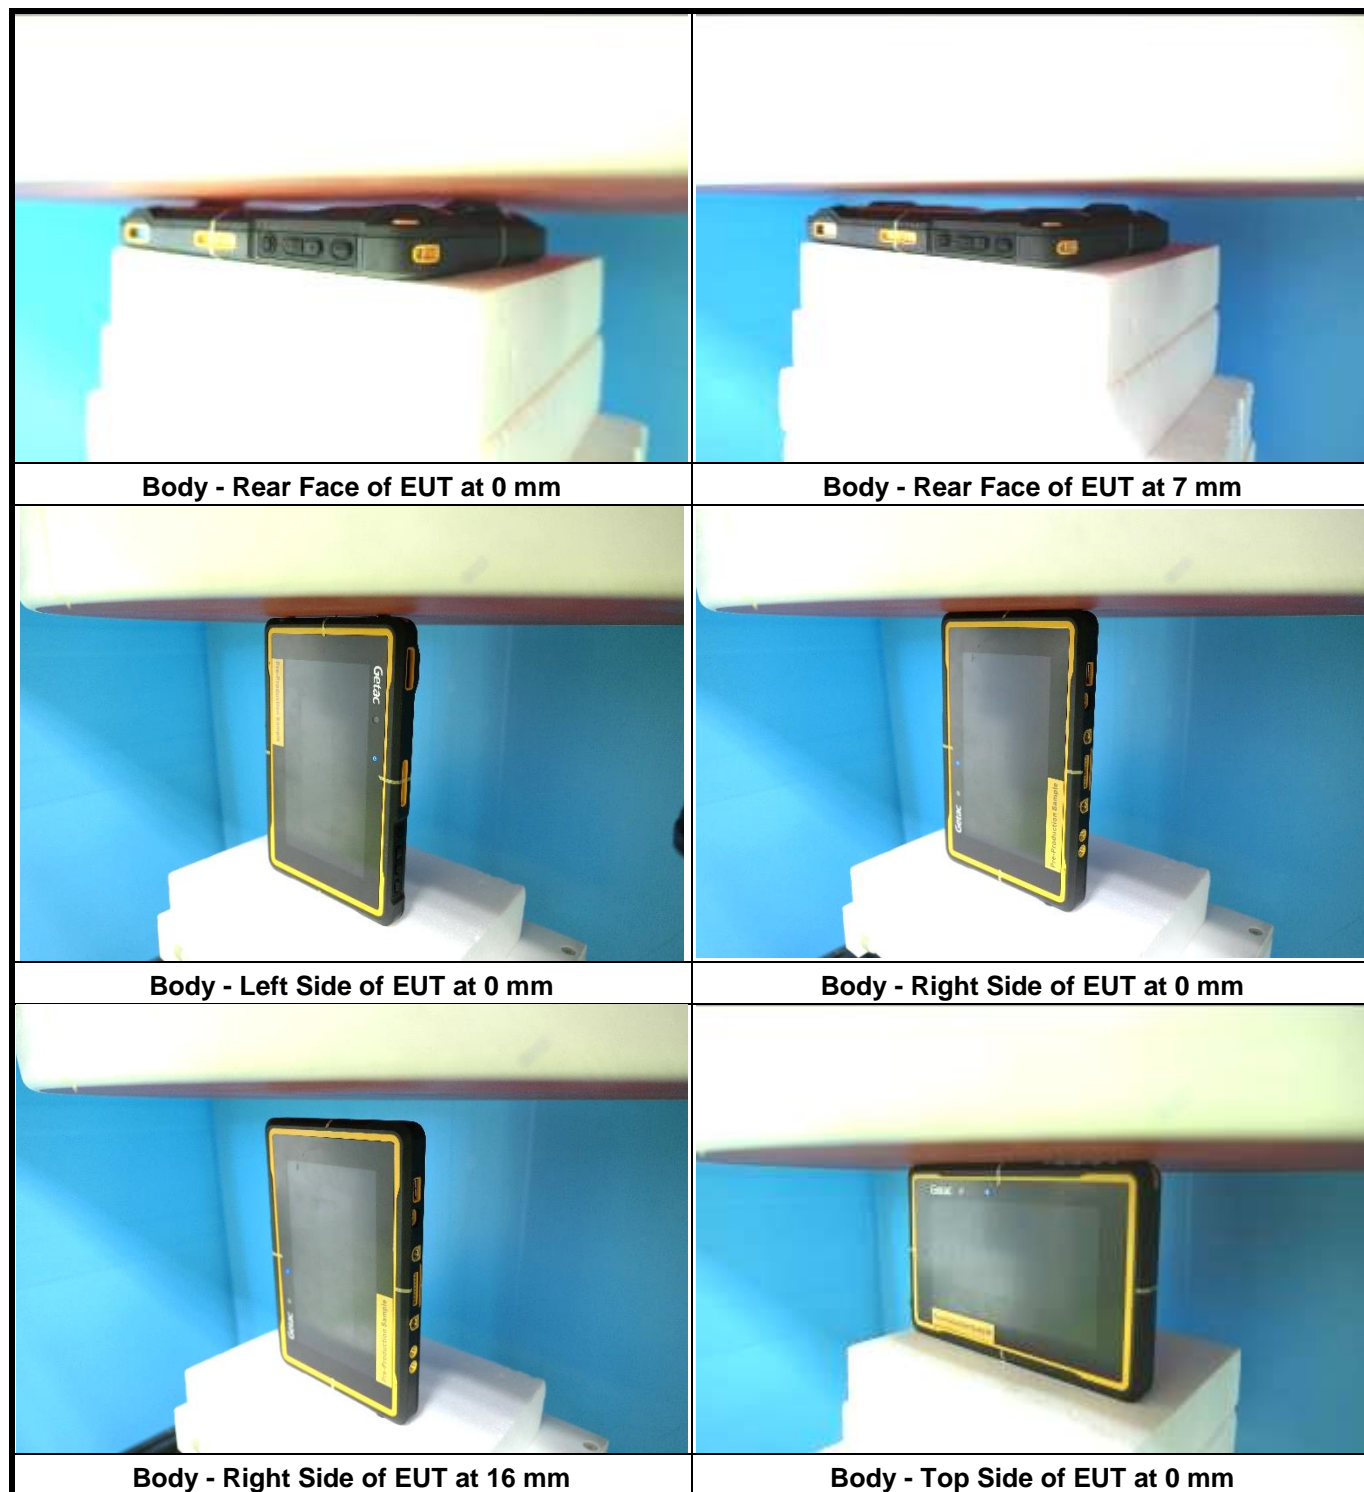 Body - Rear Face of EUT at 0 mm
Body - Rear Face of EUT at 7 mm
Getac
Getac
Pre-Production Sample
Body - Left Side of EUT at 0 mm
Body - Right Side of EUT at 0 mm
Getac
Pre-Production Sample
Getac
Body - Right Side of EUT at 16 mm
Body - Top Side of EUT at 0 mm